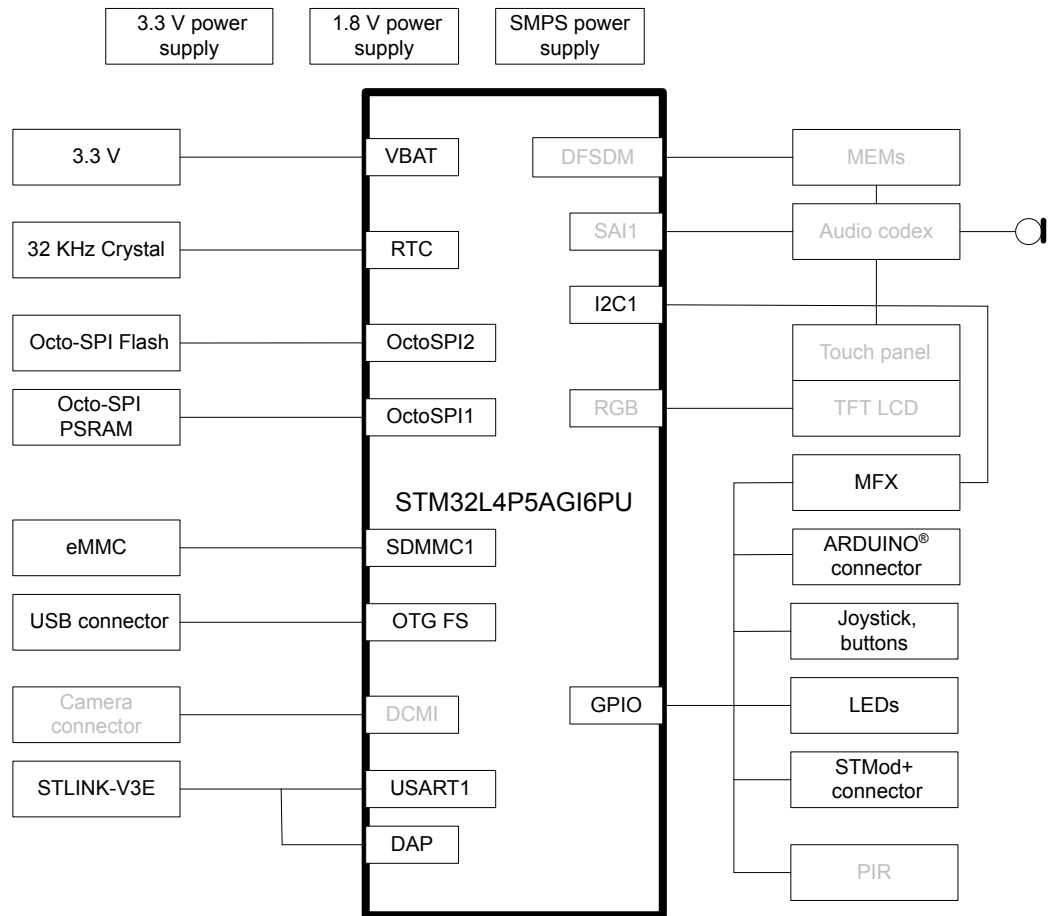 3.3 V power
supply
1.8 V power
supply
SMPS power
supply
3.3 V
VBAT
DFSDM
MEMs
32 KHz Crystal
RTC
SAI1
Audio codex
I2C1
Octo-SPI Flash
OctoSPI2
Touch panel
Octo-SPI
PSRAM
OctoSPI1
RGB
TFT LCD
MFX
STM32L4P5AGI6PU
eMMC
SDMMC1
ARDUINO®
connector
USB connector
OTG FS
Joystick,
buttons
Camera
connector
DCMI
GPIO
LEDs
STLINK-V3E
USART1
STMod+
connector
DAP
PIR